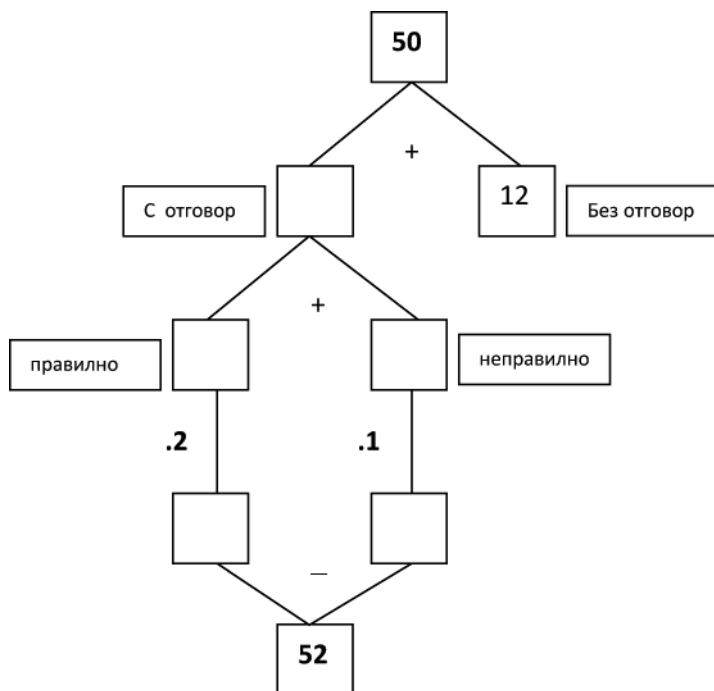 50
+
С отговор
12
Без отговор
+
правилно
неправилно
.2
.1
—
52